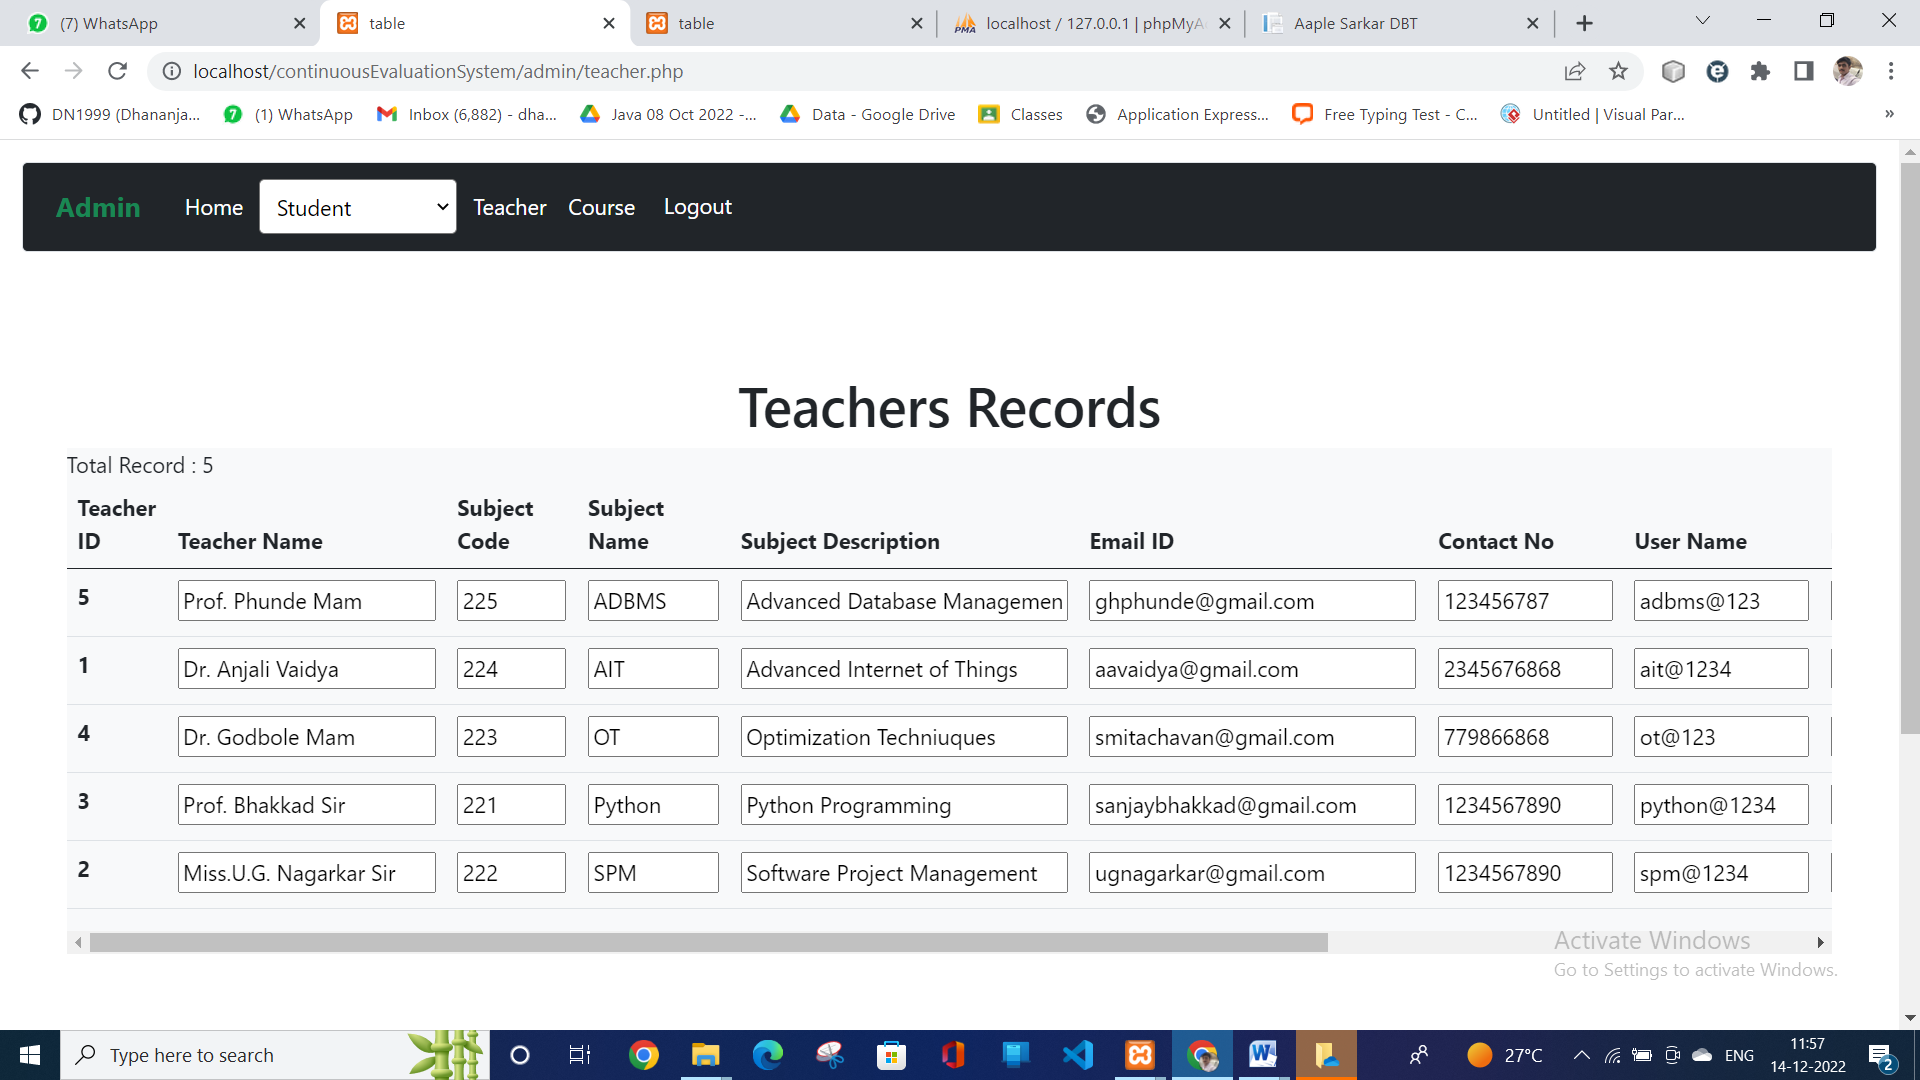 (7) WhatsApp
table
table
localhost / 127.0.0.1 | phpMyA
Aaple Sarkar DBT
localhost/continuousEvaluationSystem/admin/teacher.php
DN1999 (Dhananja...
(1) WhatsApp
Inbox (6,882) - dha...
Java 08 Oct 2022 -...
Data - Google Drive
Classes
Application Express...
Free Typing Test - C...
Untitled | Visual Par...
»
Admin Home Student Teacher Course Logout
Teachers Records
Total Record : 5
Teacher ID Teacher Name Subject Code Subject Name Subject Description Email ID Contact No User Name
5 Prof. Phunde Mam 225 ADBMS Advanced Database Managemen ghphunde@gmail.com 123456787 adbms@123
1 Dr. Anjali Vaidya 224 AIT Advanced Internet of Things aavaidya@gmail.com 2345676868 ait@1234
4 Dr. Godbole Mam 223 OT Optimization Techniuques smitachavan@gmail.com 779866868 ot@123
3 Prof. Bhakkad Sir 221 Python Python Programming sanjaybhakkad@gmail.com 1234567890 python@1234
2 Miss.U.G. Nagarkar Sir 222 SPM Software Project Management ugnagarkar@gmail.com 1234567890 spm@1234
Activate Windows
Go to Settings to activate Windows.
Type here to search
27°C
ENG
11:57
14-12-2022
2